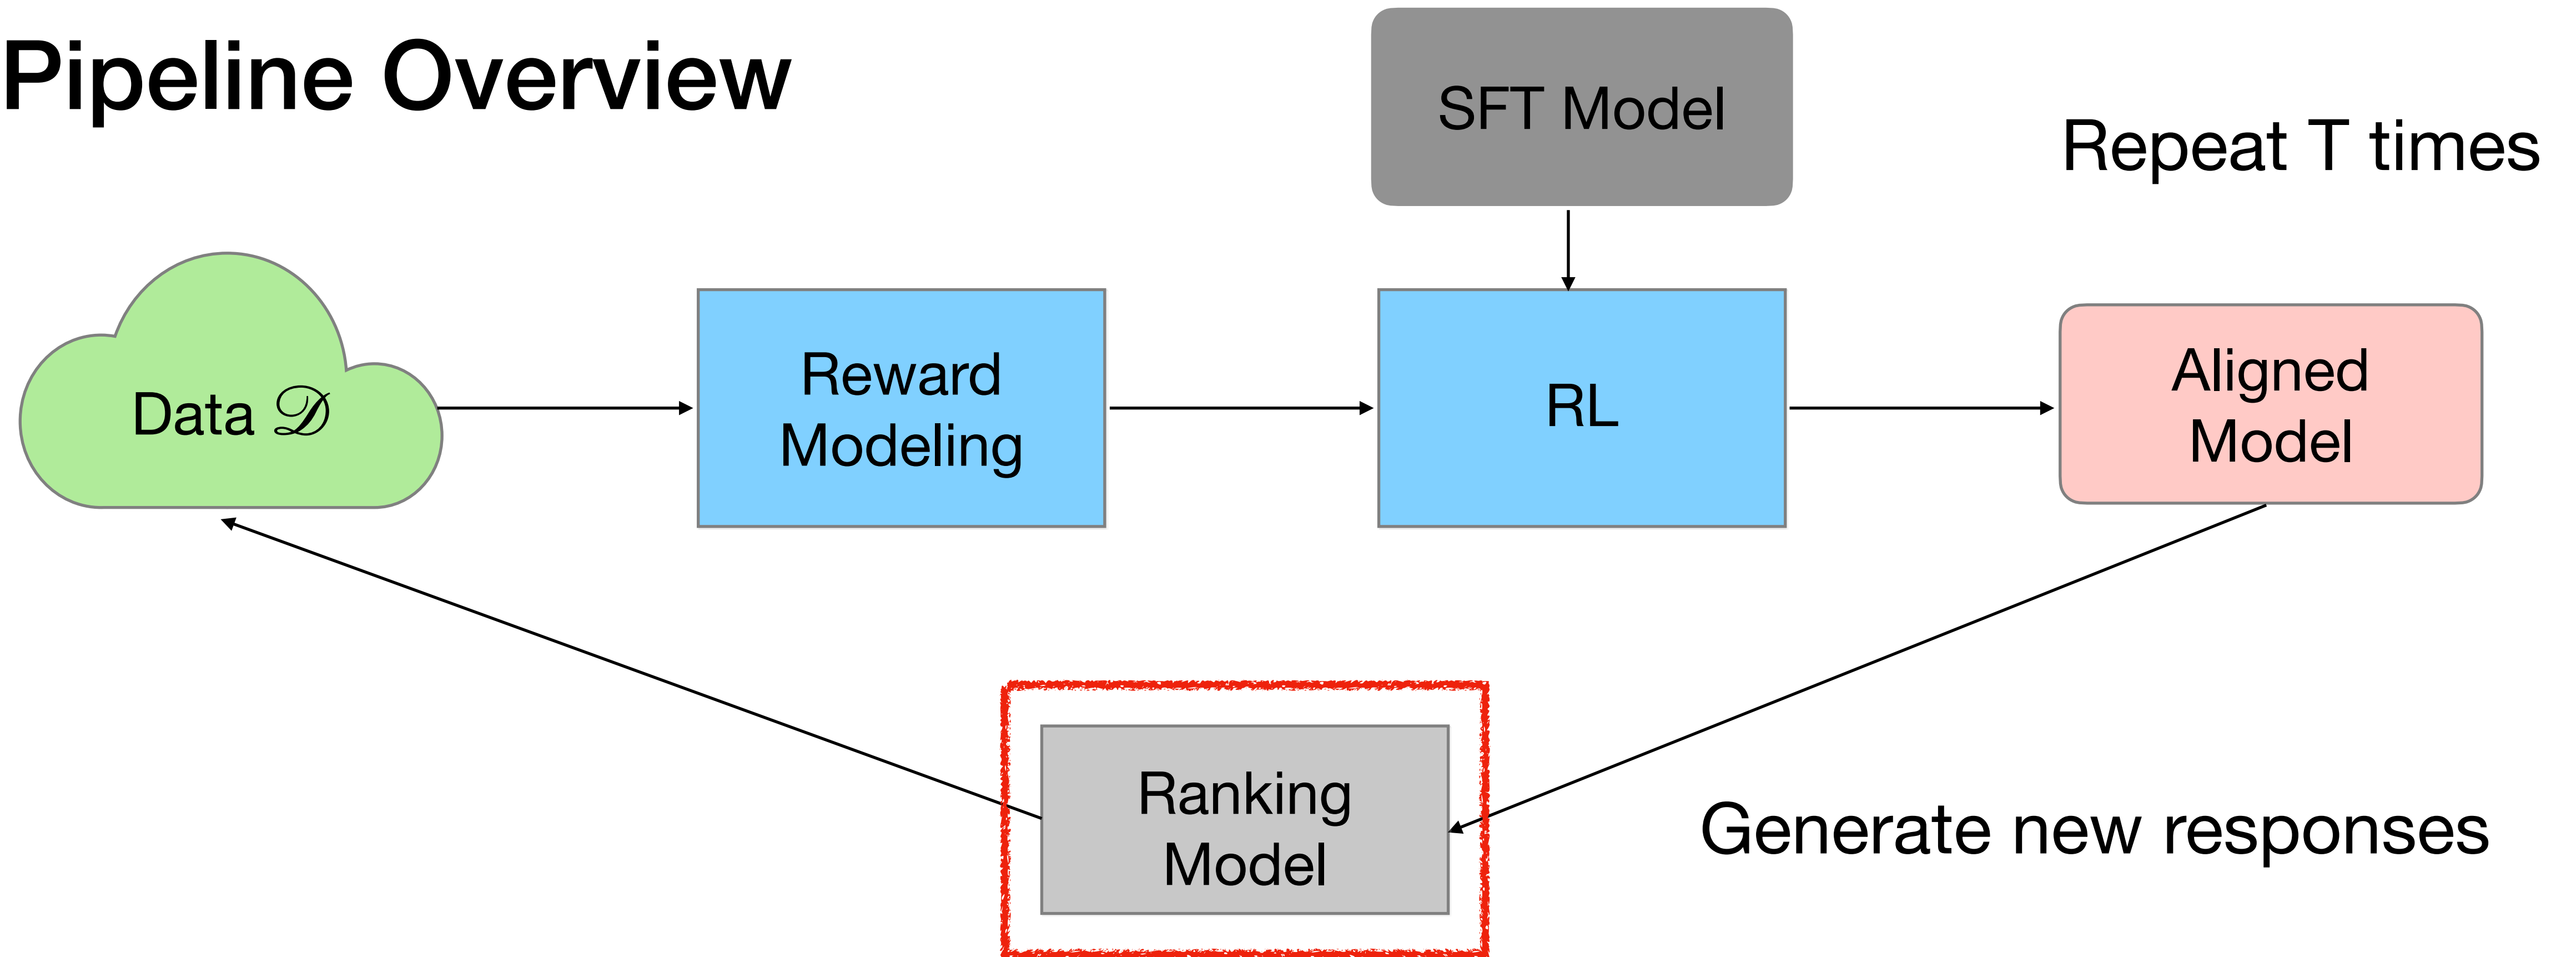 Pipeline Overview
SFT Model
Repeat T times
Data 𝒟
Reward
Modeling
RL
Aligned
Model
Ranking
Model
Generate new responses